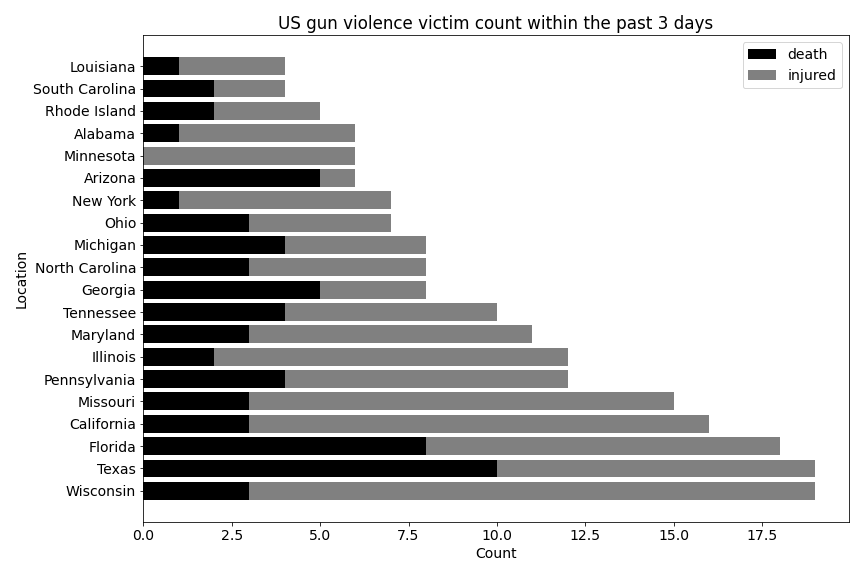 US gun violence victim count within the past 3 days
death
injured
Louisiana
South Carolina
Rhode Island
Alabama
Minnesota
Arizona
New York
Ohio
Michigan
North Carolina
Georgia
Tennessee
Maryland
Illinois
Pennsylvania
Missouri
California
Florida
Texas
Wisconsin
Location
0.0 2.5 5.0 7.5 10.0 12.5 15.0 17.5
Count